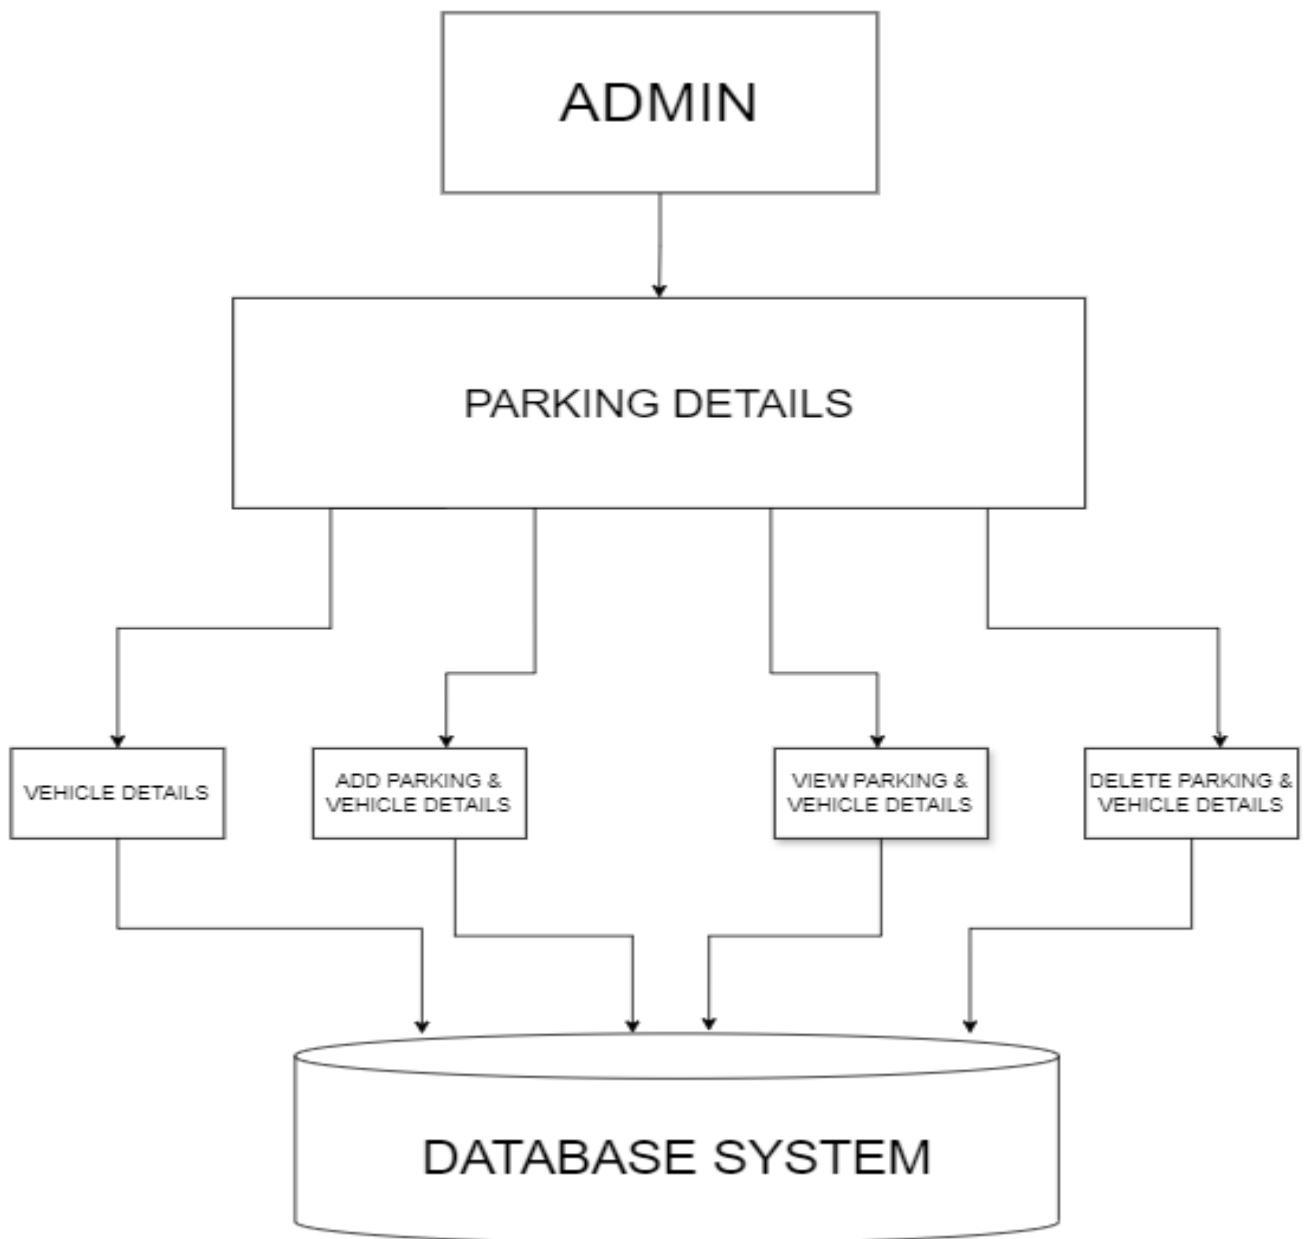 ADMIN
PARKING DETAILS
VEHICLE DETAILS
ADD PARKING &
VEHICLE DETAILS
VIEW PARKING &
VEHICLE DETAILS
DELETE PARKING &
VEHICLE DETAILS
DATABASE SYSTEM